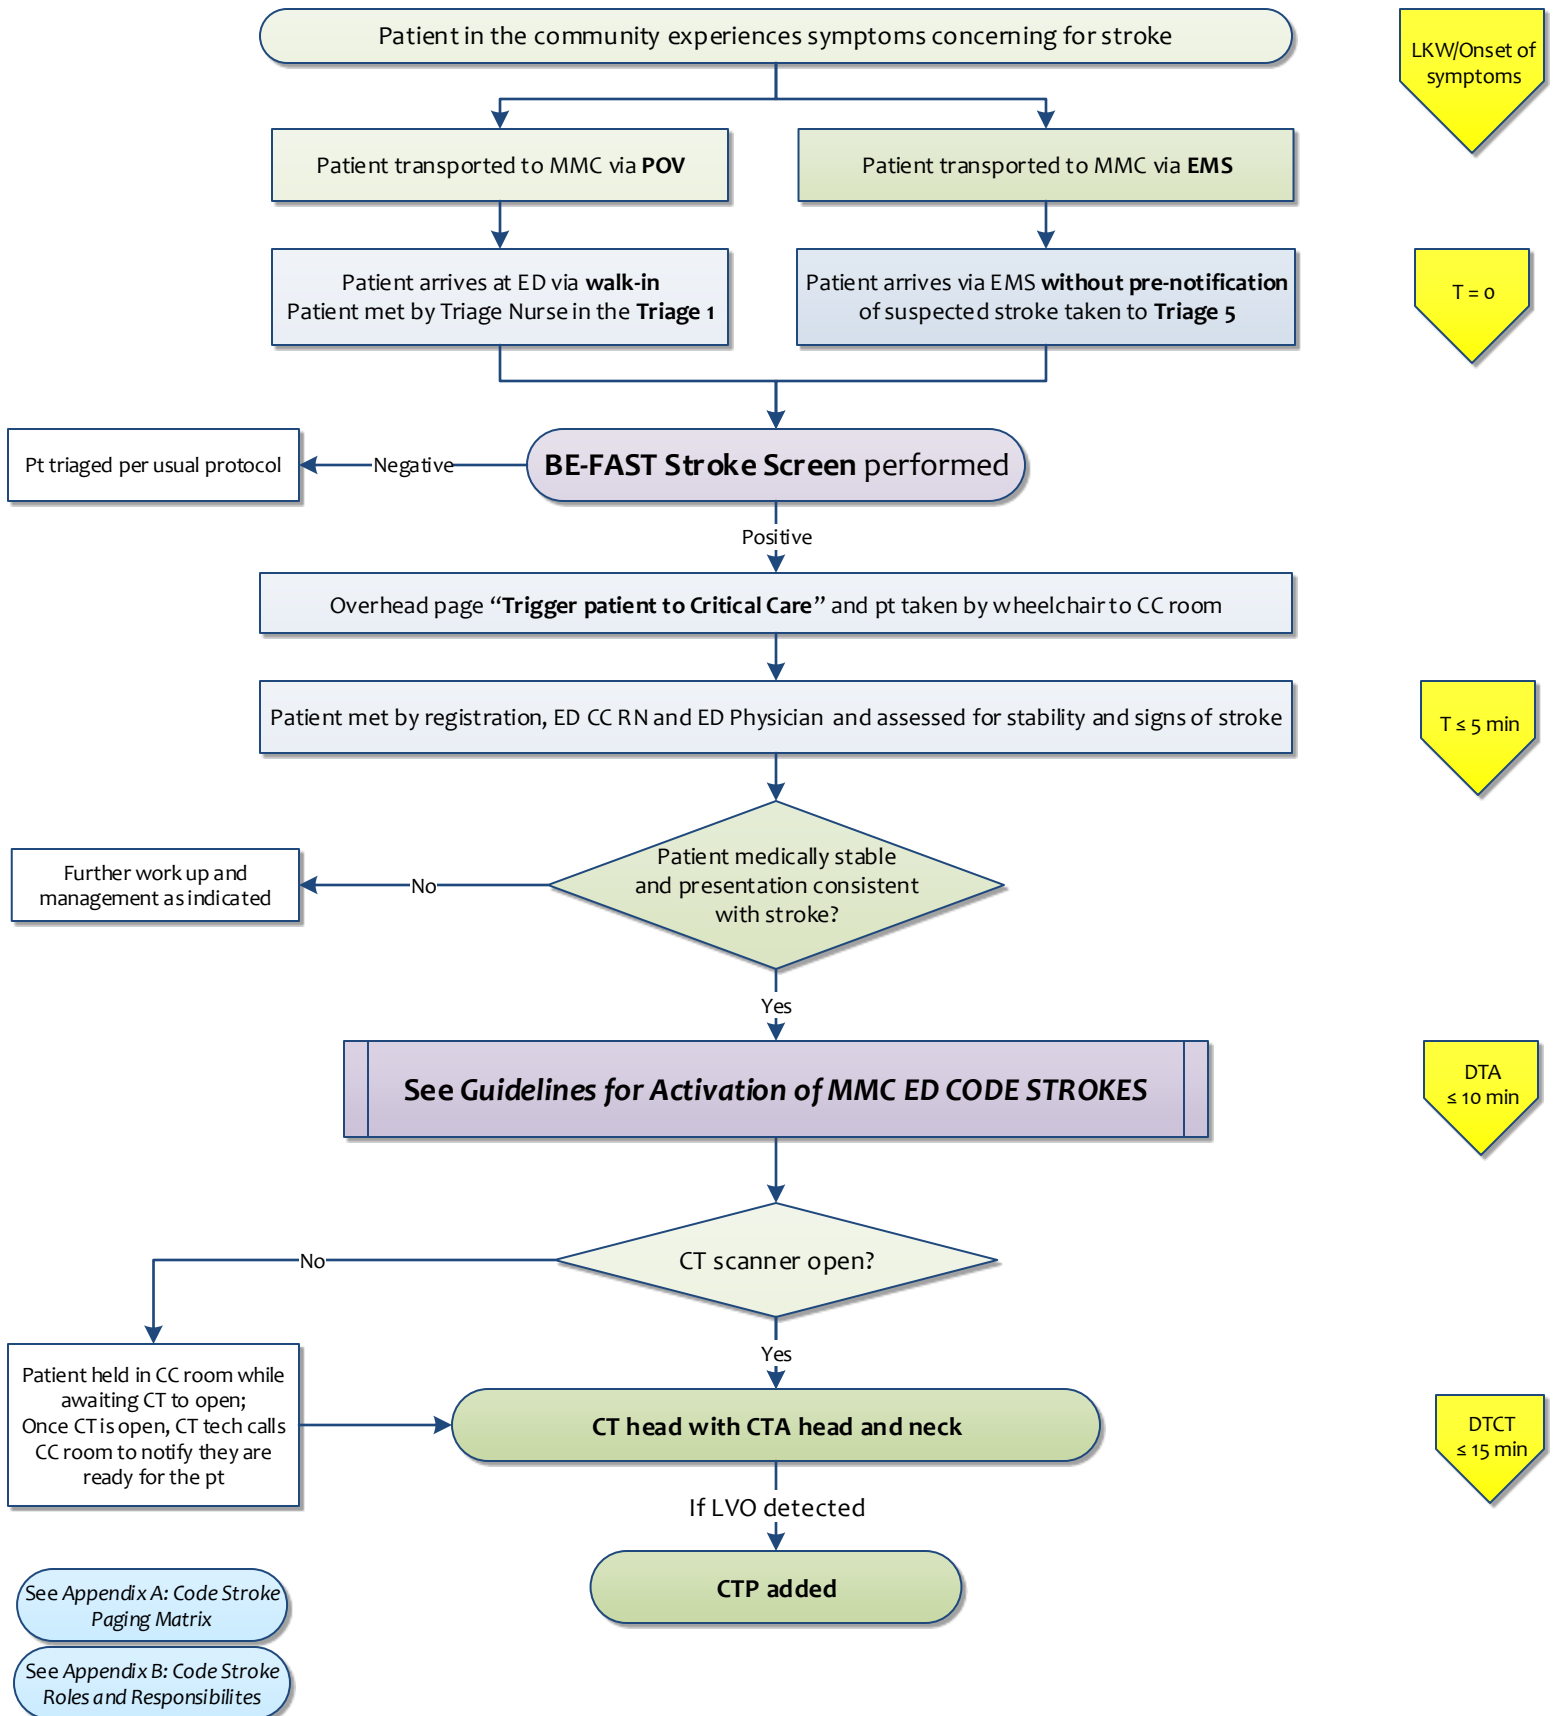 Patient in the community experiences symptoms concerning for stroke
LKW/Onset of
symptoms
Patient transported to MMC via POV
Patient transported to MMC via EMS
Patient arrives at ED via walk-in
Patient met by Triage Nurse in the Triage 1
Patient arrives via EMS without pre-notification
of suspected stroke taken to Triage 5
T = 0
Pt triaged per usual protocol
Negative
BE-FAST Stroke Screen performed
Positive
Overhead page “Trigger patient to Critical Care” and pt taken by wheelchair to CC room
Patient met by registration, ED CC RN and ED Physician and assessed for stability and signs of stroke
T ≤ 5 min
Patient medically stable
and presentation consistent
with stroke?
No
Further work up and
management as indicated
Yes
See Guidelines for Activation of MMC ED CODE STROKES
DTA
≤ 10 min
CT scanner open?
No
Yes
Patient held in CC room while
awaiting CT to open;
Once CT is open, CT tech calls
CC room to notify they are
ready for the pt
CT head with CTA head and neck
DTCT
≤ 15 min
If LVO detected
CTP added
See Appendix A: Code Stroke
Paging Matrix
See Appendix B: Code Stroke
Roles and Responsibilites